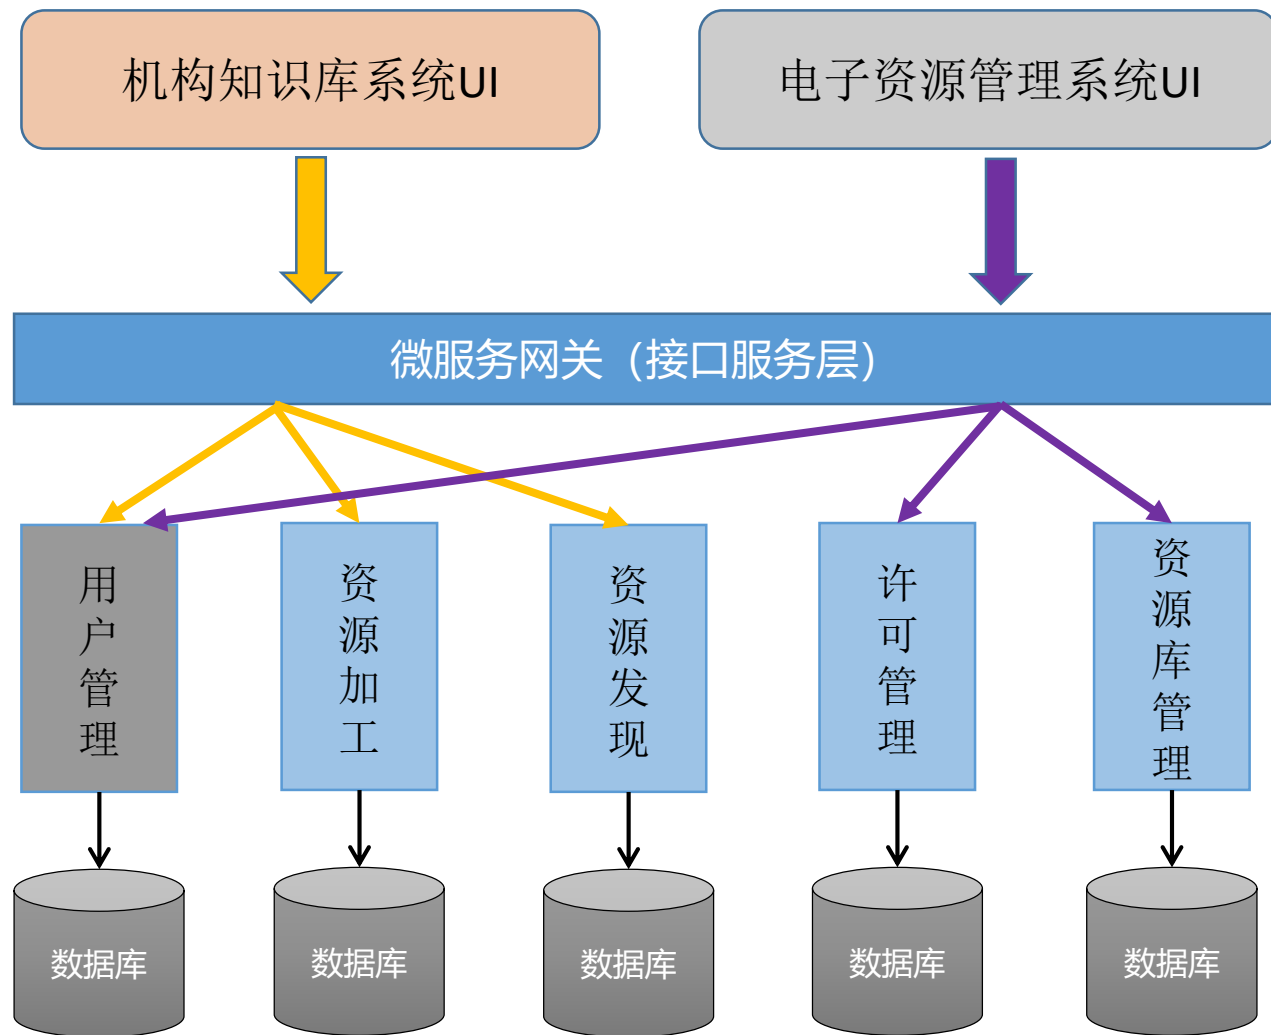 机构知识库系统UI
电子资源管理系统UI
微服务网关（接口服务层）
用户管理
资源加工
资源发现
许可管理
资源库管理
数据库
数据库
数据库
数据库
数据库